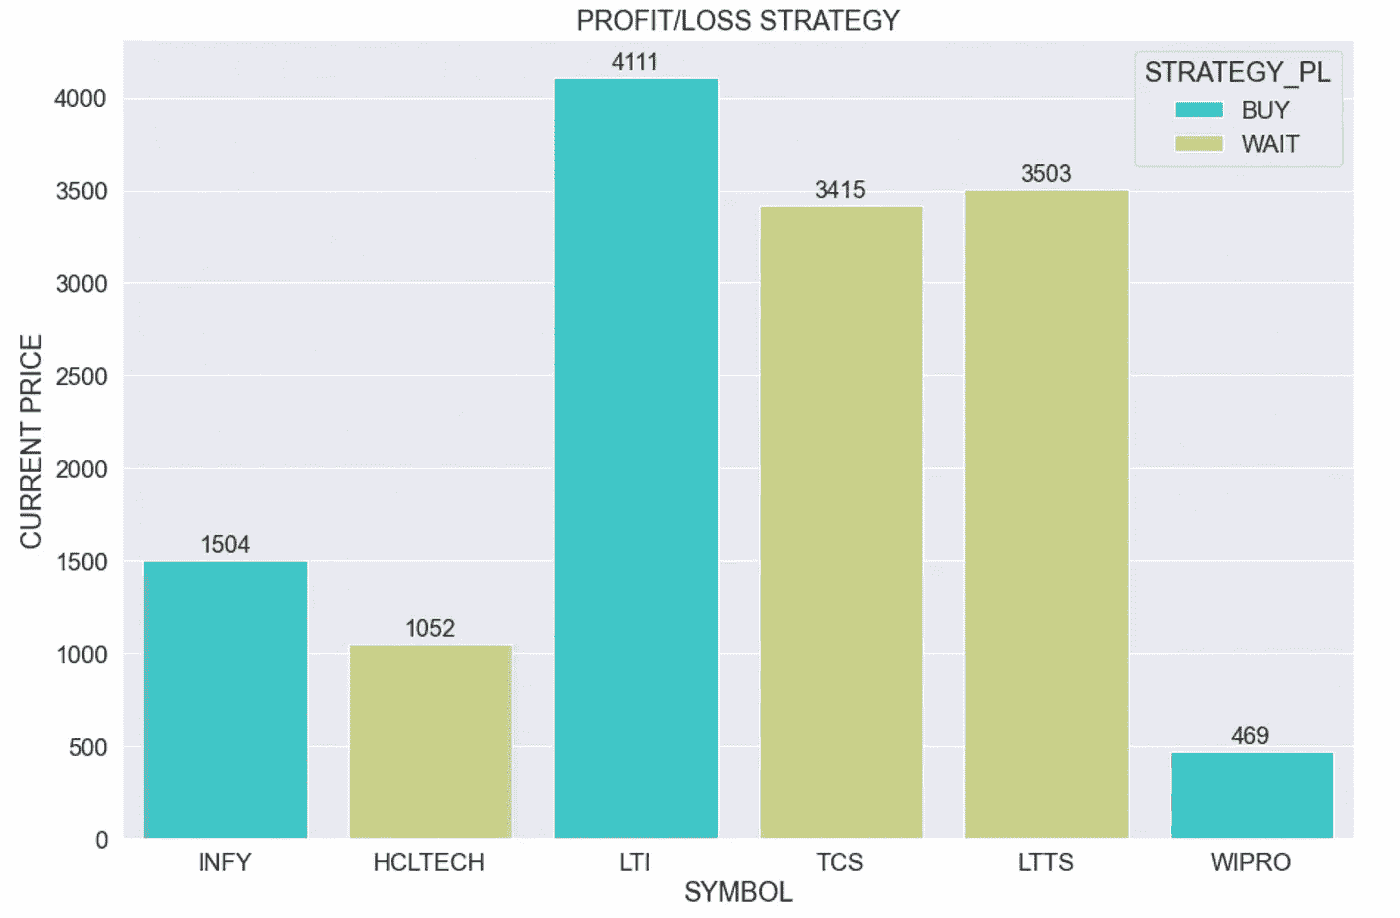 PROFIT/LOSS STRATEGY
STRATEGY_PL
BUY
WAIT
CURRENT PRICE
4000
3500
3000
2500
2000
1500
1000
500
0
1504
1052
4111
3415
3503
469
INFY HCLTECH LTI TCS LTTS WIPRO
SYMBOL